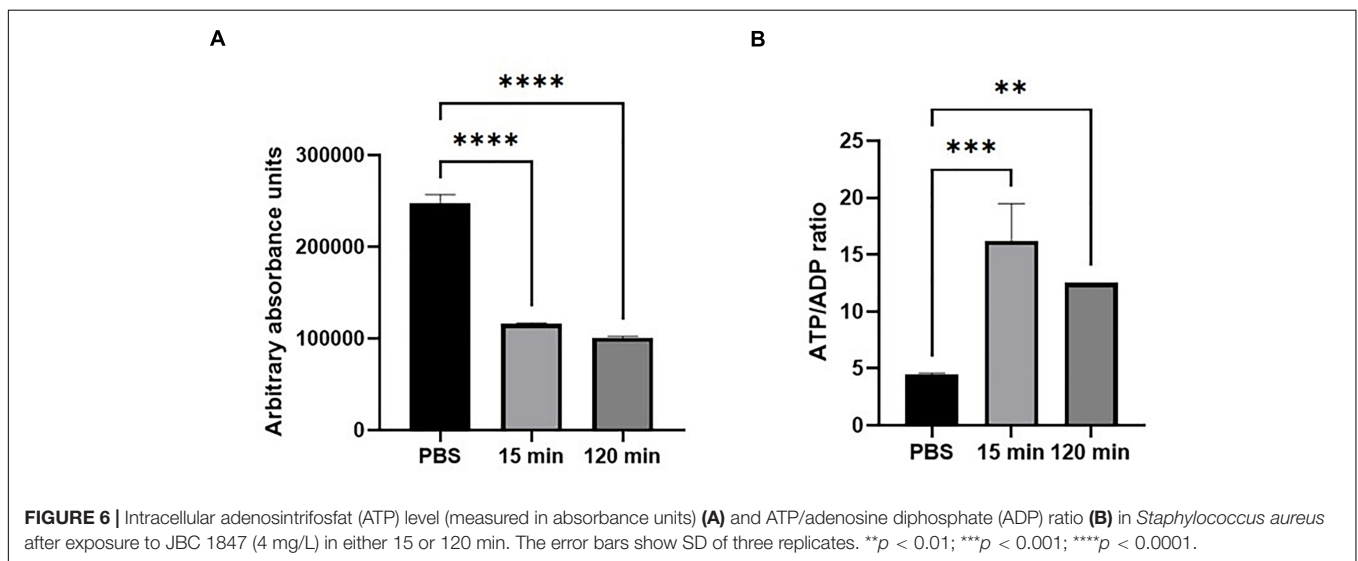 A
B
****
****
Arbitrary absorbance units
300000
200000
100000
0
PBS 15 min 120 min
**
***
ATP/ADP ratio
25
20
15
10
5
0
PBS 15 min 120 min
FIGURE 6 | Intracellular adenosintrifosfat (ATP) level (measured in absorbance units) (A) and ATP/adenosine diphosphate (ADP) ratio (B) in Staphylococcus aureus
after exposure to JBC 1847 (4 mg/L) in either 15 or 120 min. The error bars show SD of three replicates. **p < 0.01; ***p < 0.001; ****p < 0.0001.